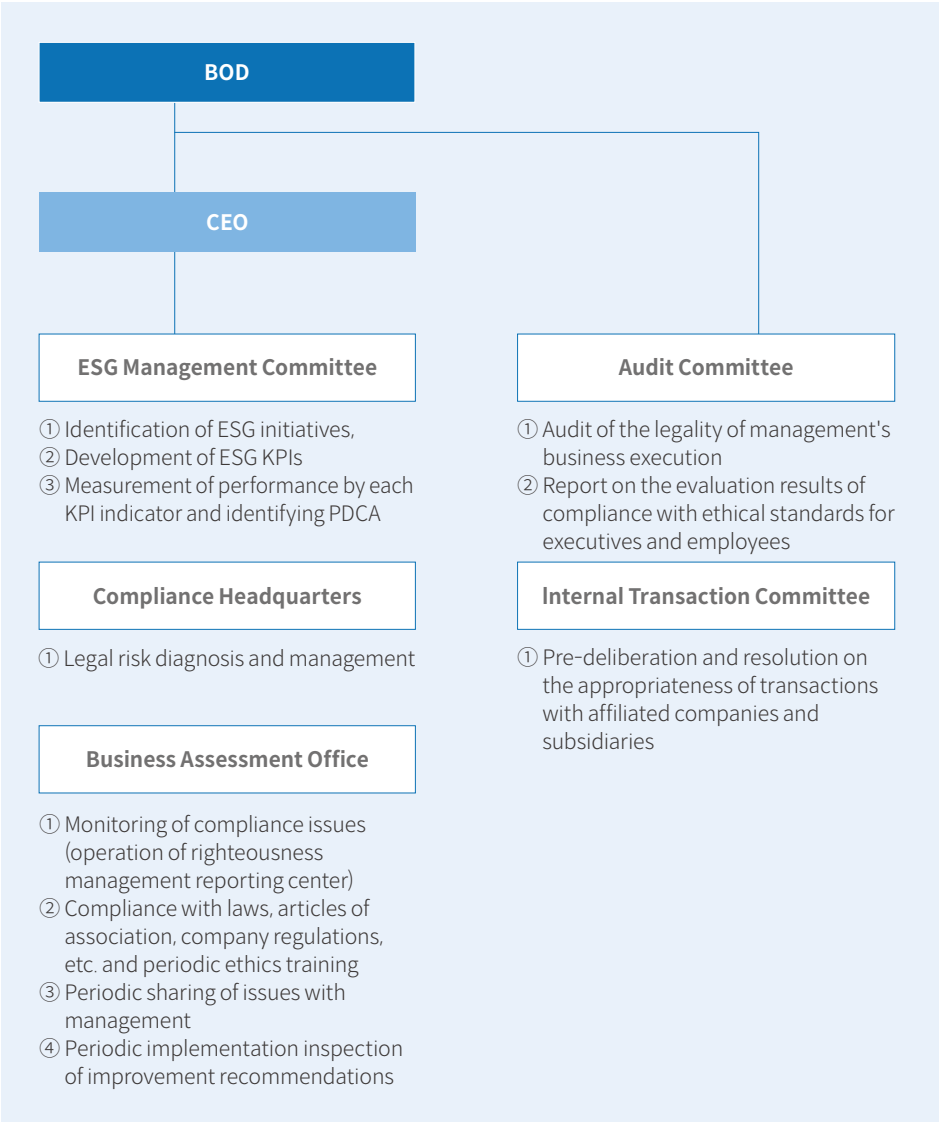 BOD
CEO
ESG Management Committee
① Identification of ESG initiatives,
② Development of ESG KPIs
③ Measurement of performance by each
KPI indicator and identifying PDCA
Compliance Headquarters
① Legal risk diagnosis and management
Business Assessment Office
① Monitoring of compliance issues
(operation of righteousness
management reporting center)
② Compliance with laws, articles of
association, company regulations,
etc. and periodic ethics training
③ Periodic sharing of issues with
management
④ Periodic implementation inspection
of improvement recommendations
Audit Committee
① Audit of the legality of management's
business execution
② Report on the evaluation results of
compliance with ethical standards for
executives and employees
Internal Transaction Committee
① Pre-deliberation and resolution on
the appropriateness of transactions
with affiliated companies and
subsidiaries